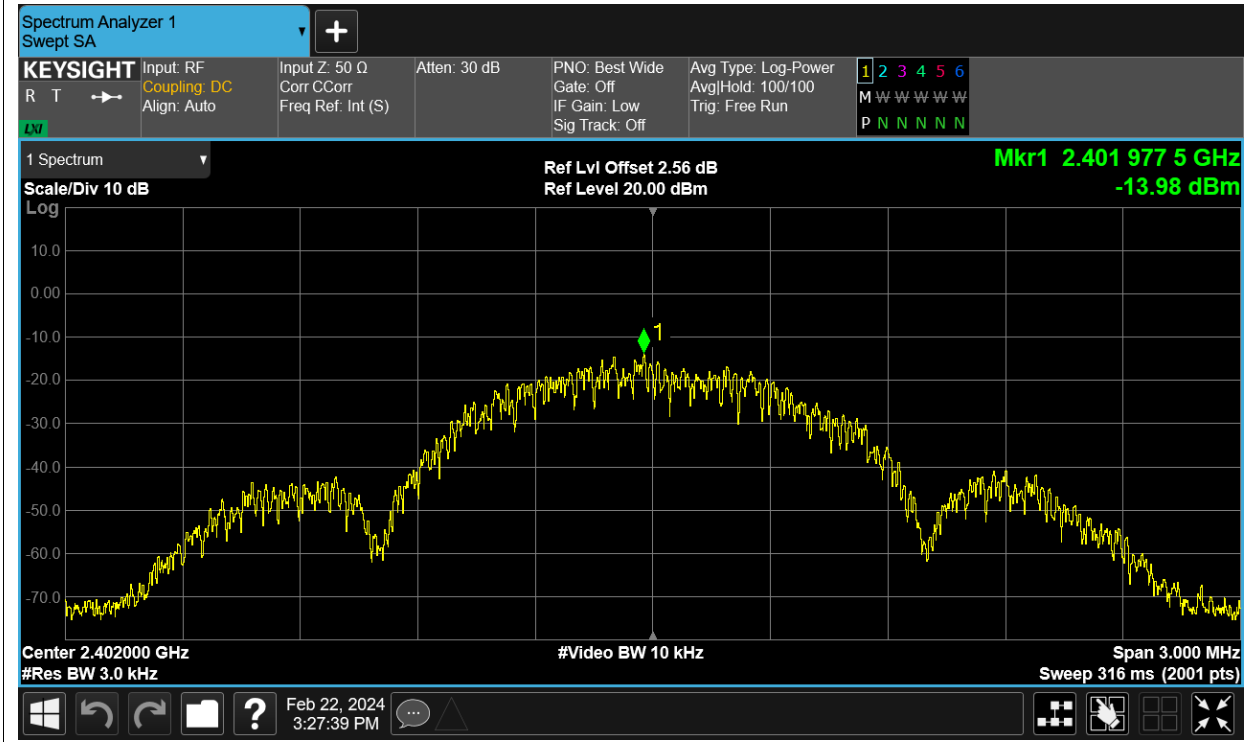 Spectrum Analyzer 1
Swept SA
+
KEYSIGHT
R T
LXI
Input: RF
Coupling: DC
Align: Auto
Input Z: 50 Ω
Corr CCorr
Freq Ref: Int (S)
Atten: 30 dB
PNO: Best Wide
Gate: Off
IF Gain: Low
Sig Track: Off
Avg Type: Log-Power
Avg|Hold: 100/100
Trig: Free Run
1 2 3 4 5 6
M W W W W W W
P N N N N N N
1 Spectrum
Scale/Div 10 dB
Log
Ref Lvl Offset 2.56 dB
Ref Level 20.00 dBm
Mkr1 2.401 977 5 GHz
-13.98 dBm
10.0
0.00
-10.0
-20.0
-30.0
-40.0
-50.0
-60.0
-70.0
1
Center 2.402000 GHz
#Res BW 3.0 kHz
#Video BW 10 kHz
Span 3.000 MHz
Sweep 316 ms (2001 pts)
?
Feb 22, 2024
3:27:39 PM